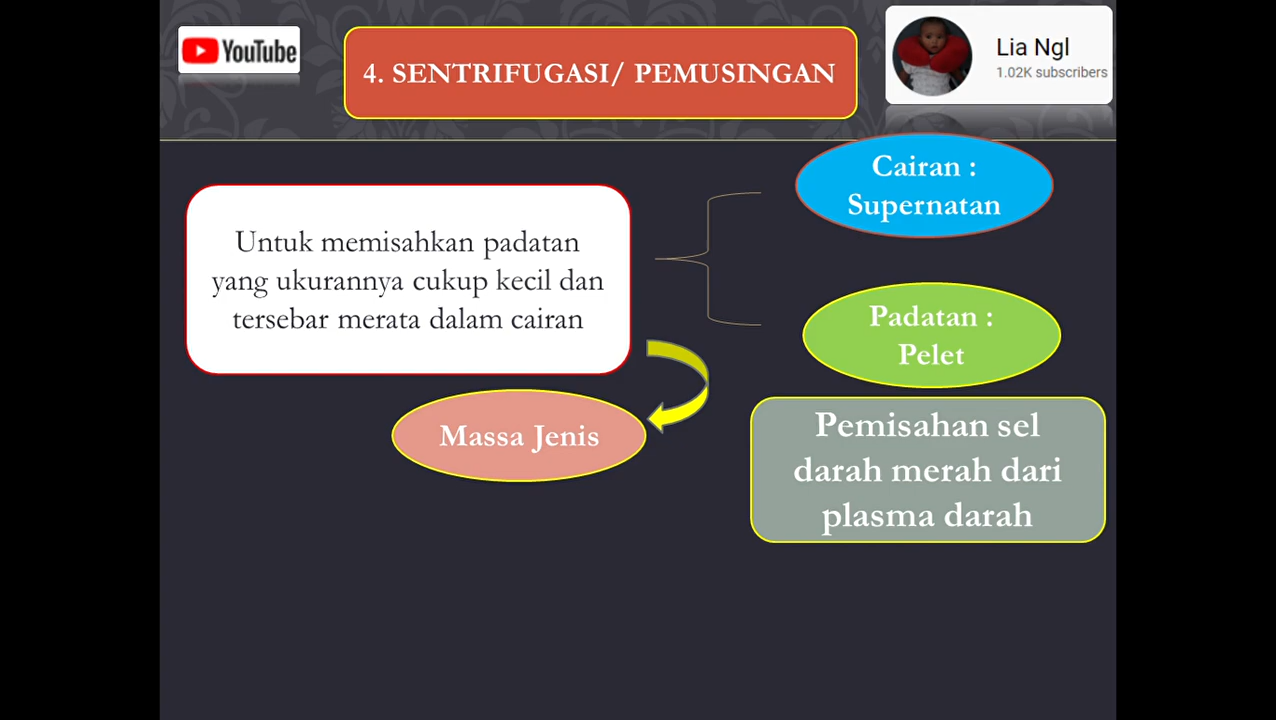 YouTube
4. SENTRIFUGASI/ PEMUSINGAN
Lia Ngl
1.02K subscribers
Untuk memisahkan padatan
yang ukurannya cukup kecil dan
tersebar merata dalam cairan
Cairan :
Supernatan
Padatan :
Pelet
Massa Jenis
Pemisahan sel
darah merah dari
plasma darah